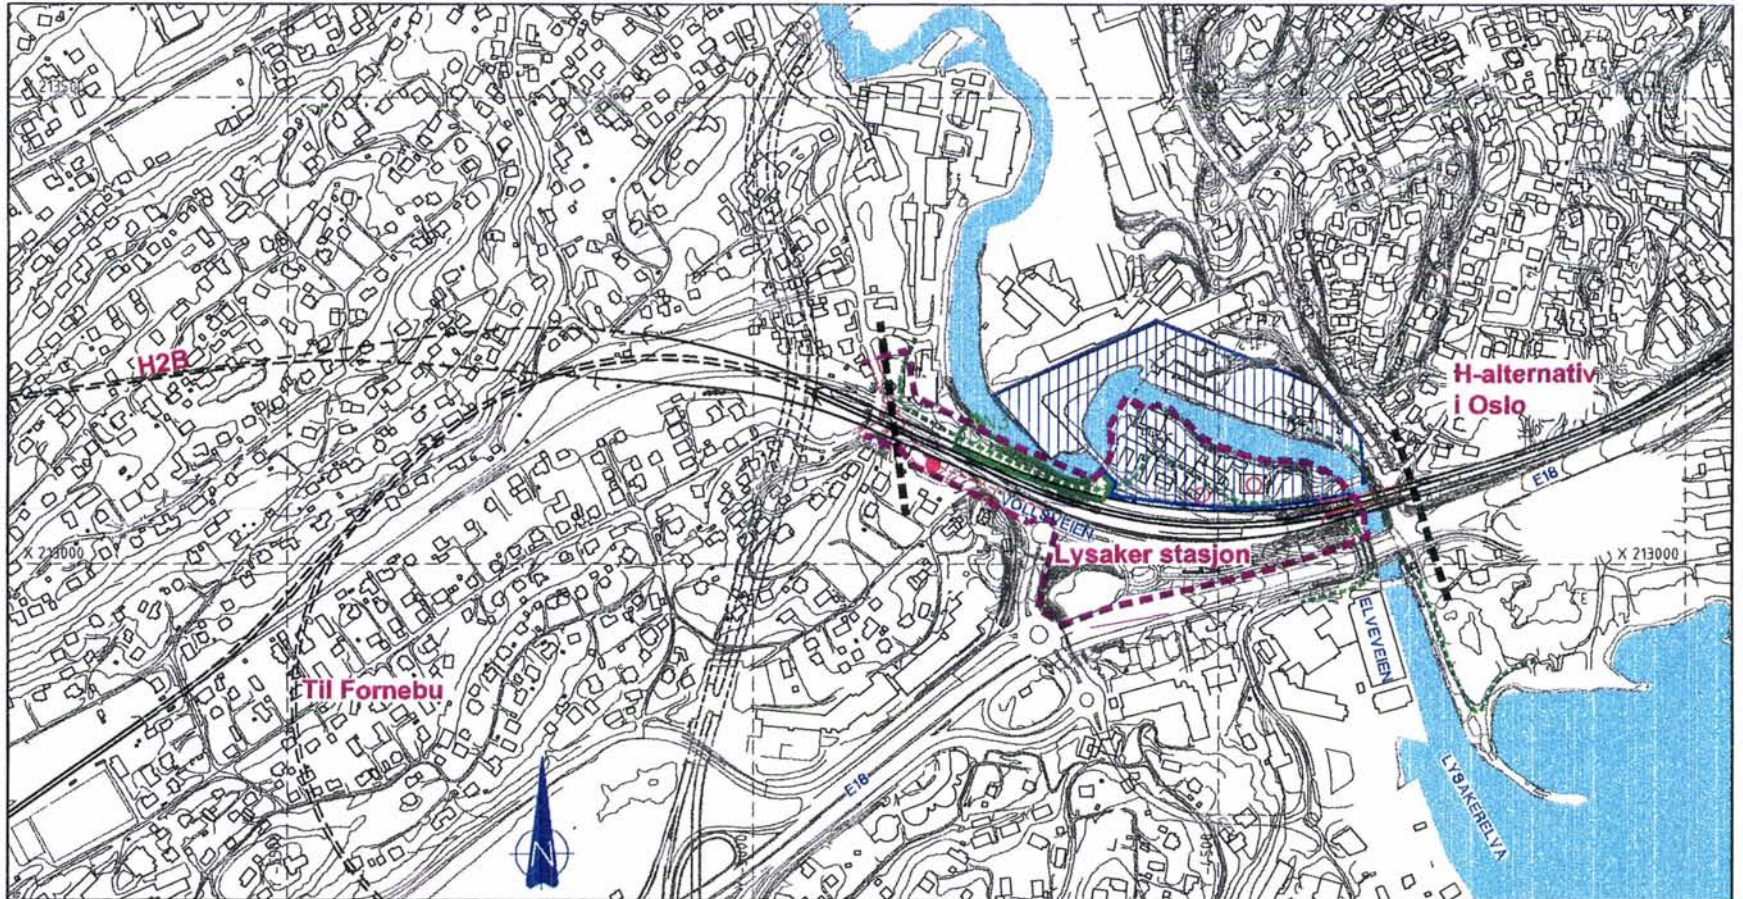 H2B
H-alternativ
i Oslo
E18
VOLLSVEIEN
X 213000
Lysaker stasjon
X 213000
ELVEVEIEN
Til Fornebu
E18
LYSAKERELVA
N